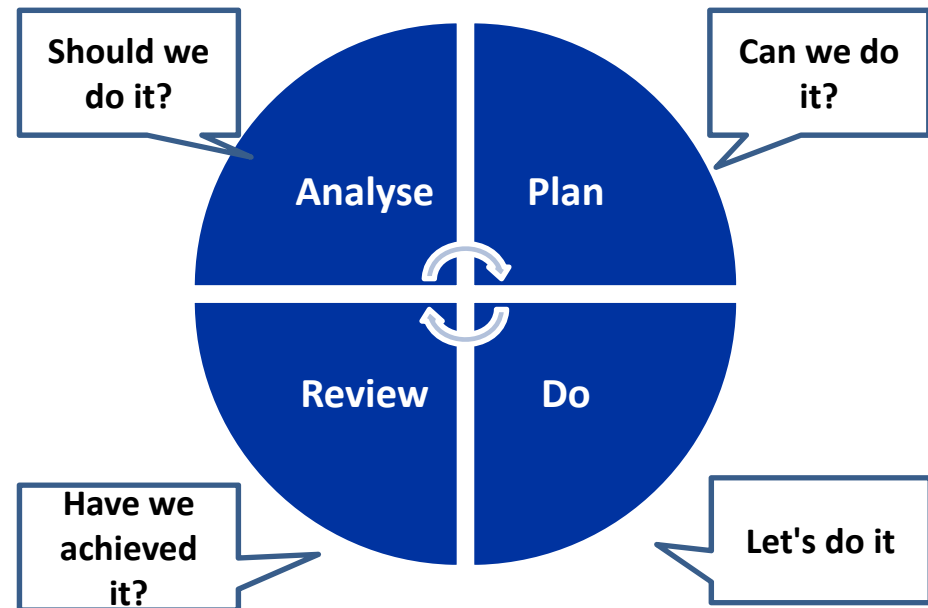 Should we
do it?
Can we do
it?
Analyse
Plan
Review
Do
Have we
achieved
it?
Let's do it